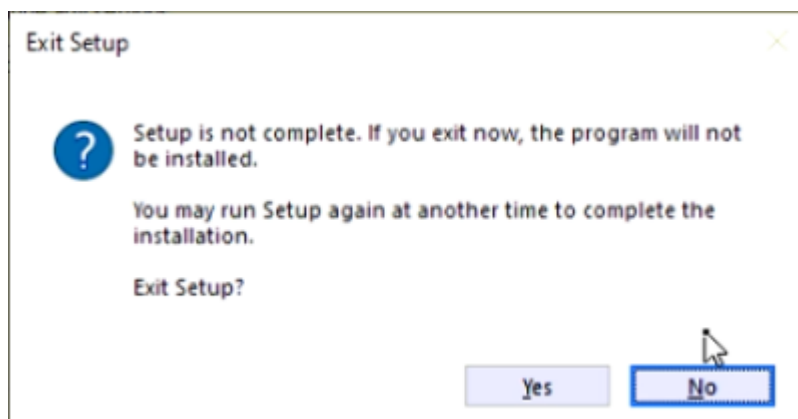 Exit Setup
Setup is not complete. If you exit now, the program will not
be installed.
You may run Setup again at another time to complete the
installation.
Exit Setup?
Yes
No